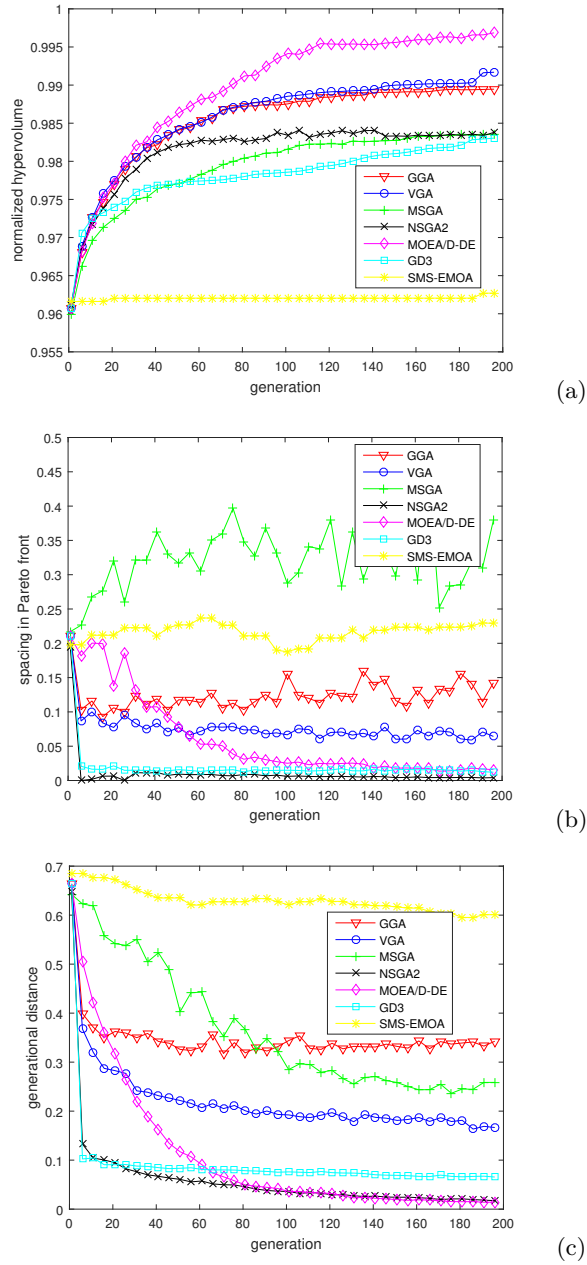 1
0.995
0.99
0.985
0.98
0.975
0.97
0.965
0.96
0.955
normalized hypervolume
GGA
VGA
MSGA
NSGA2
MOEA/D-DE
GD3
SMS-EMOA
0 20 40 60 80 100 120 140 160 180 200
generation
(a)
0.5
0.45
0.4
0.35
0.3
0.25
0.2
0.15
0.1
0.05
0
spacing in Pareto front
GGA
VGA
MSGA
NSGA2
MOEA/D-DE
GD3
SMS-EMOA
0 20 40 60 80 100 120 140 160 180 200
generation
(b)
0.7
0.6
0.5
0.4
0.3
0.2
0.1
0
generational distance
GGA
VGA
MSGA
NSGA2
MOEA/D-DE
GD3
SMS-EMOA
0 20 40 60 80 100 120 140 160 180 200
generation
(c)